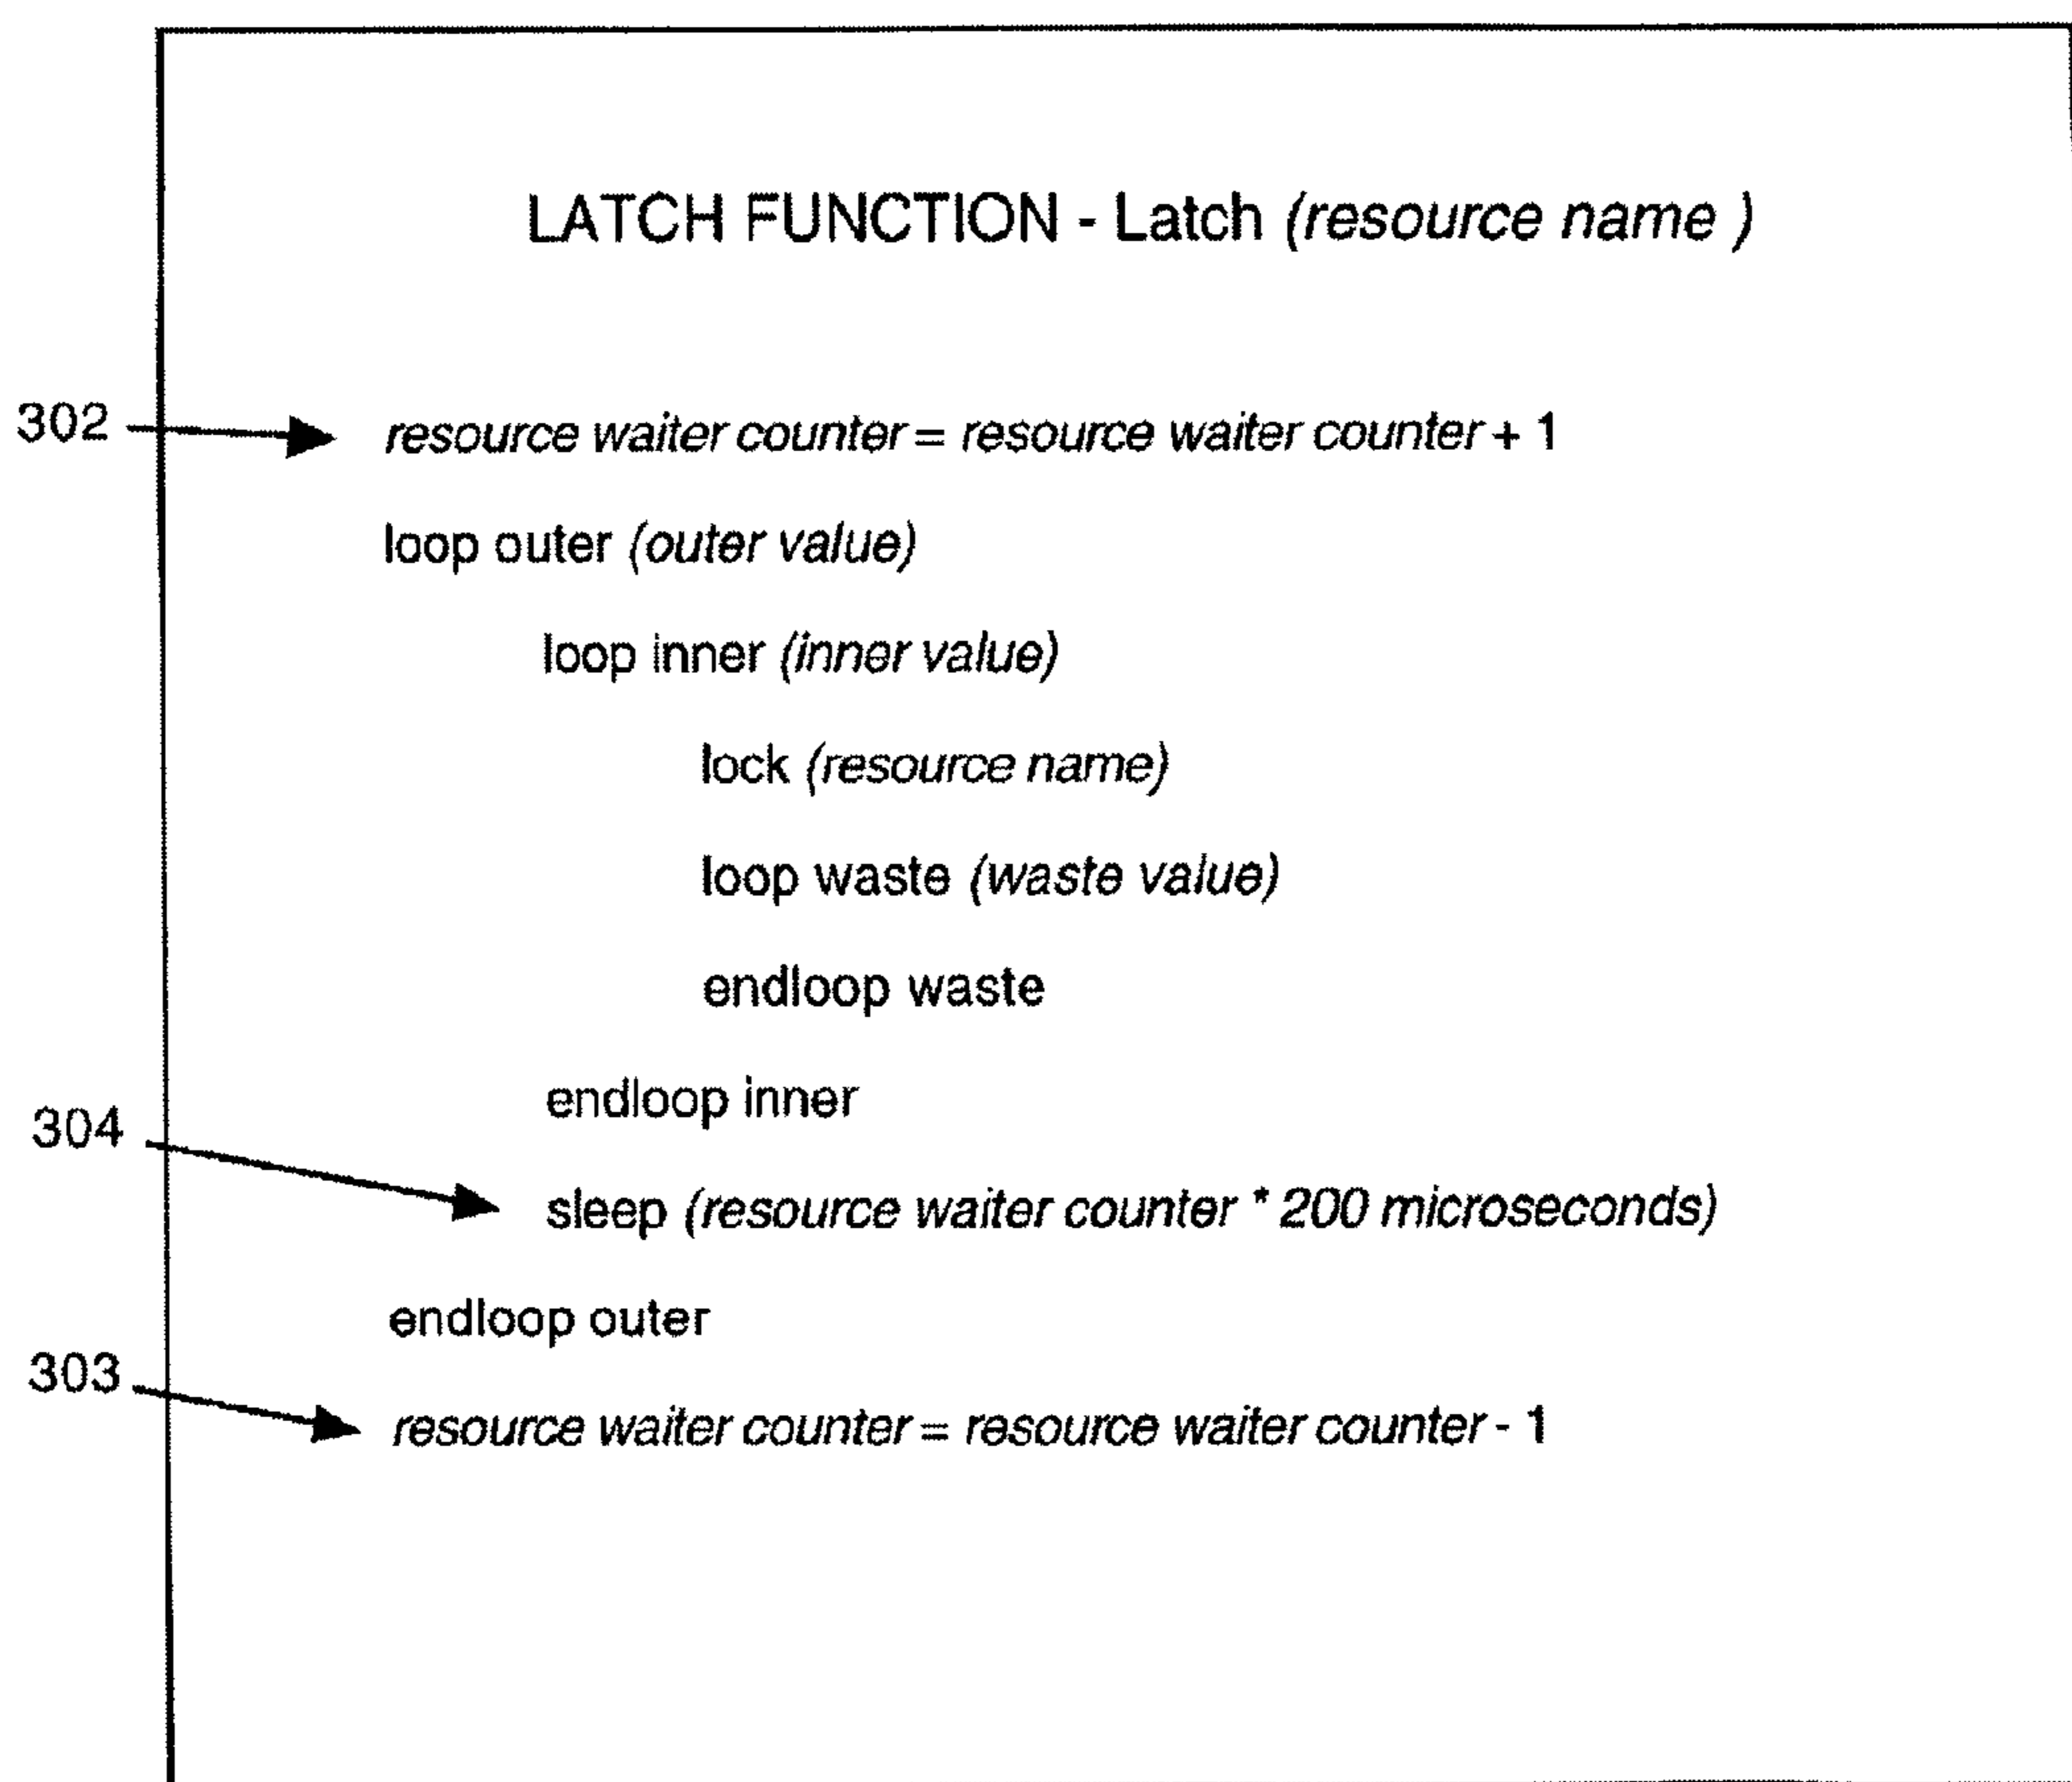 LATCH FUNCTION - Latch (resource name )
302
resource waiter counter = resource waiter counter + 1
loop outer (outer value)
loop inner (inner value)
lock (resource name)
loop waste (waste value)
endloop waste
endloop inner
304
sleep (resource waiter counter * 200 microseconds)
endloop outer
303
resource waiter counter = resource waiter counter - 1